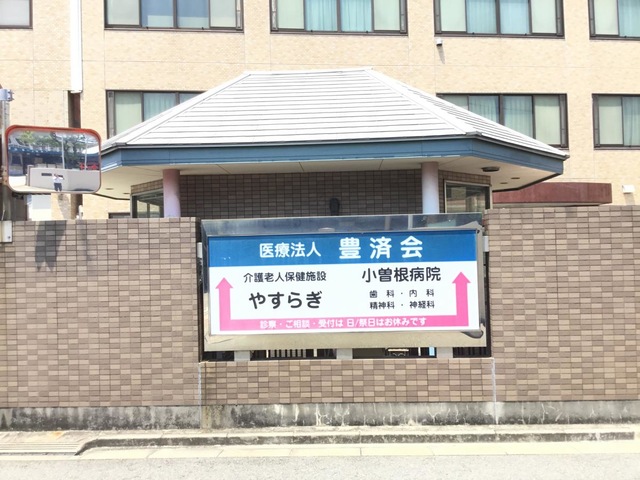 医療法人 豊済会
介護老人保健施設
やすらぎ
小曽根病院
歯科・内科
精神科・神経科
診察・ご相談・受付は 日/祭日はお休みです